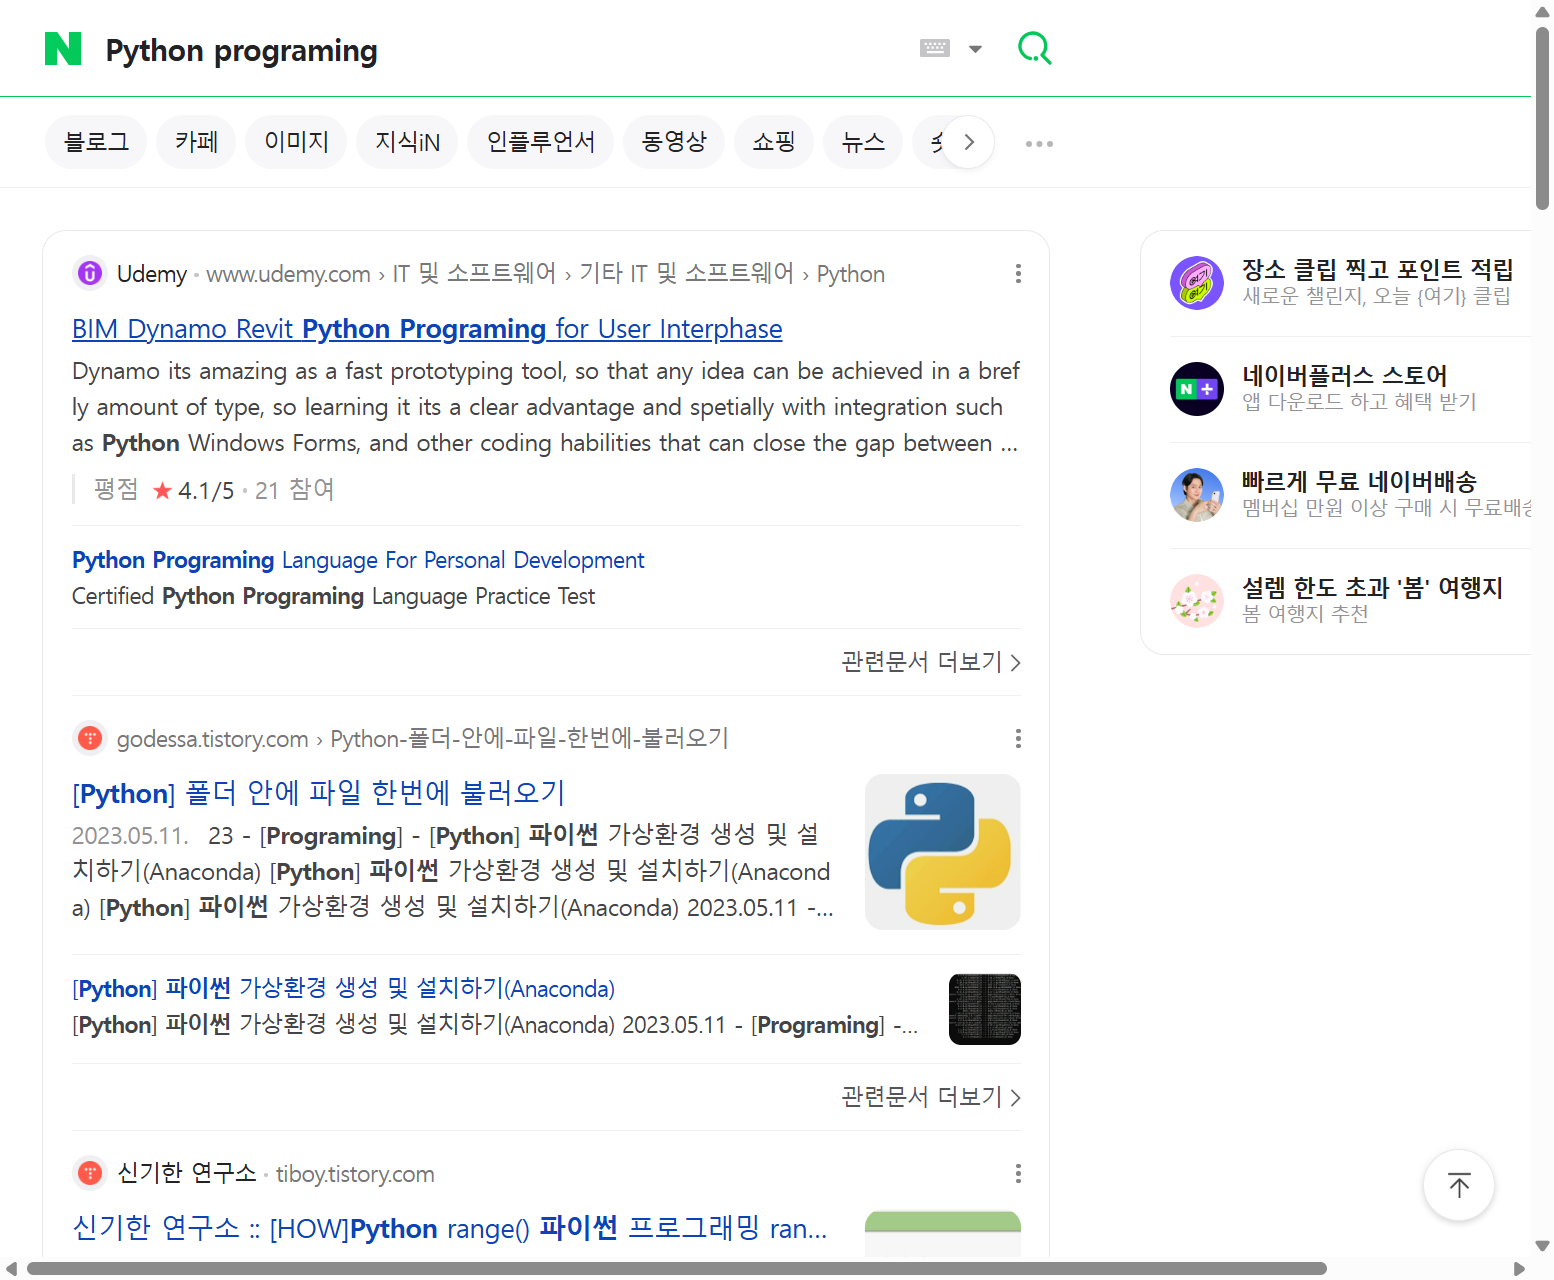 Python programing
블로그 카페 이미지 지식iN 인플루언서 동영상 쇼핑 뉴스
Udemy · www.udemy.com › IT 및 소프트웨어 › 기타 IT 및 소프트웨어 › Python
BIM Dynamo Revit Python Programing for User Interphase
Dynamo its amazing as a fast prototyping tool, so that any idea can be achieved in a bref
ly amount of type, so learning it its a clear advantage and spetially with integration such
as Python Windows Forms, and other coding habilities that can close the gap between ...
평점 ★ 4.1/5 · 21 참여
Python Programing Language For Personal Development
Certified Python Programing Language Practice Test
관련문서 더보기
godessa.tistory.com › Python-폴더-안에-파일-한번에-불러오기
[Python] 폴더 안에 파일 한번에 불러오기
2023.05.11. 23 - [Programing] - [Python] 파이썬 가상환경 생성 및 설
치하기(Anaconda) [Python] 파이썬 가상환경 생성 및 설치하기(Anacond
a) [Python] 파이썬 가상환경 생성 및 설치하기(Anaconda) 2023.05.11 -...
[Python] 파이썬 가상환경 생성 및 설치하기(Anaconda)
[Python] 파이썬 가상환경 생성 및 설치하기(Anaconda) 2023.05.11 - [Programing] -...
관련문서 더보기
신기한 연구소 · tiboy.tistory.com
신기한 연구소 :: [HOW]Python range() 파이썬 프로그래밍 ran...
장소 클립 찍고 포인트 적립
새로운 챌린지, 오늘 {여기} 클립
네이버플러스 스토어
앱 다운로드 하고 혜택 받기
빠르게 무료 네이버배송
멤버십 만원 이상 구매 시 무료배송
설렘 한도 초과 '봄' 여행지
봄 여행지 추천